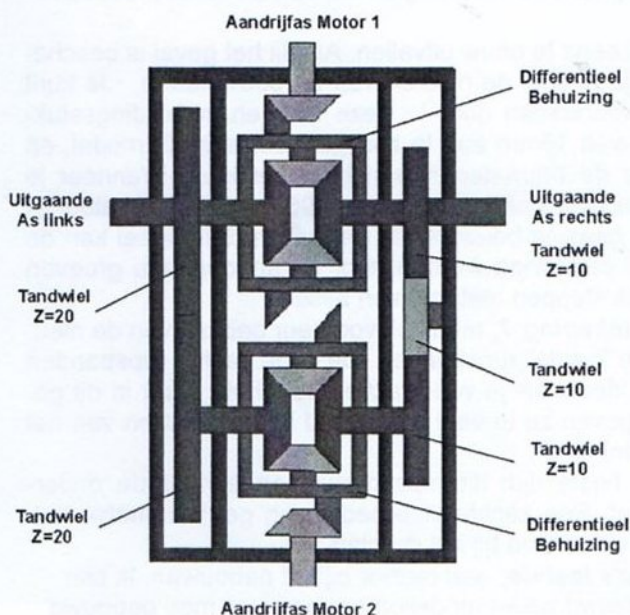 Aandrijfas Motor 1
Differentieel
Behuizing
Uitgaande
As links
Uitgaande
As rechts
Tandwiel
Z=10
Tandwiel
Z=20
Tandwiel
Z=10
Tandwiel
Z=10
Tandwiel
Z=20
Differentieel
Behuizing
Aandrijfas Motor 2